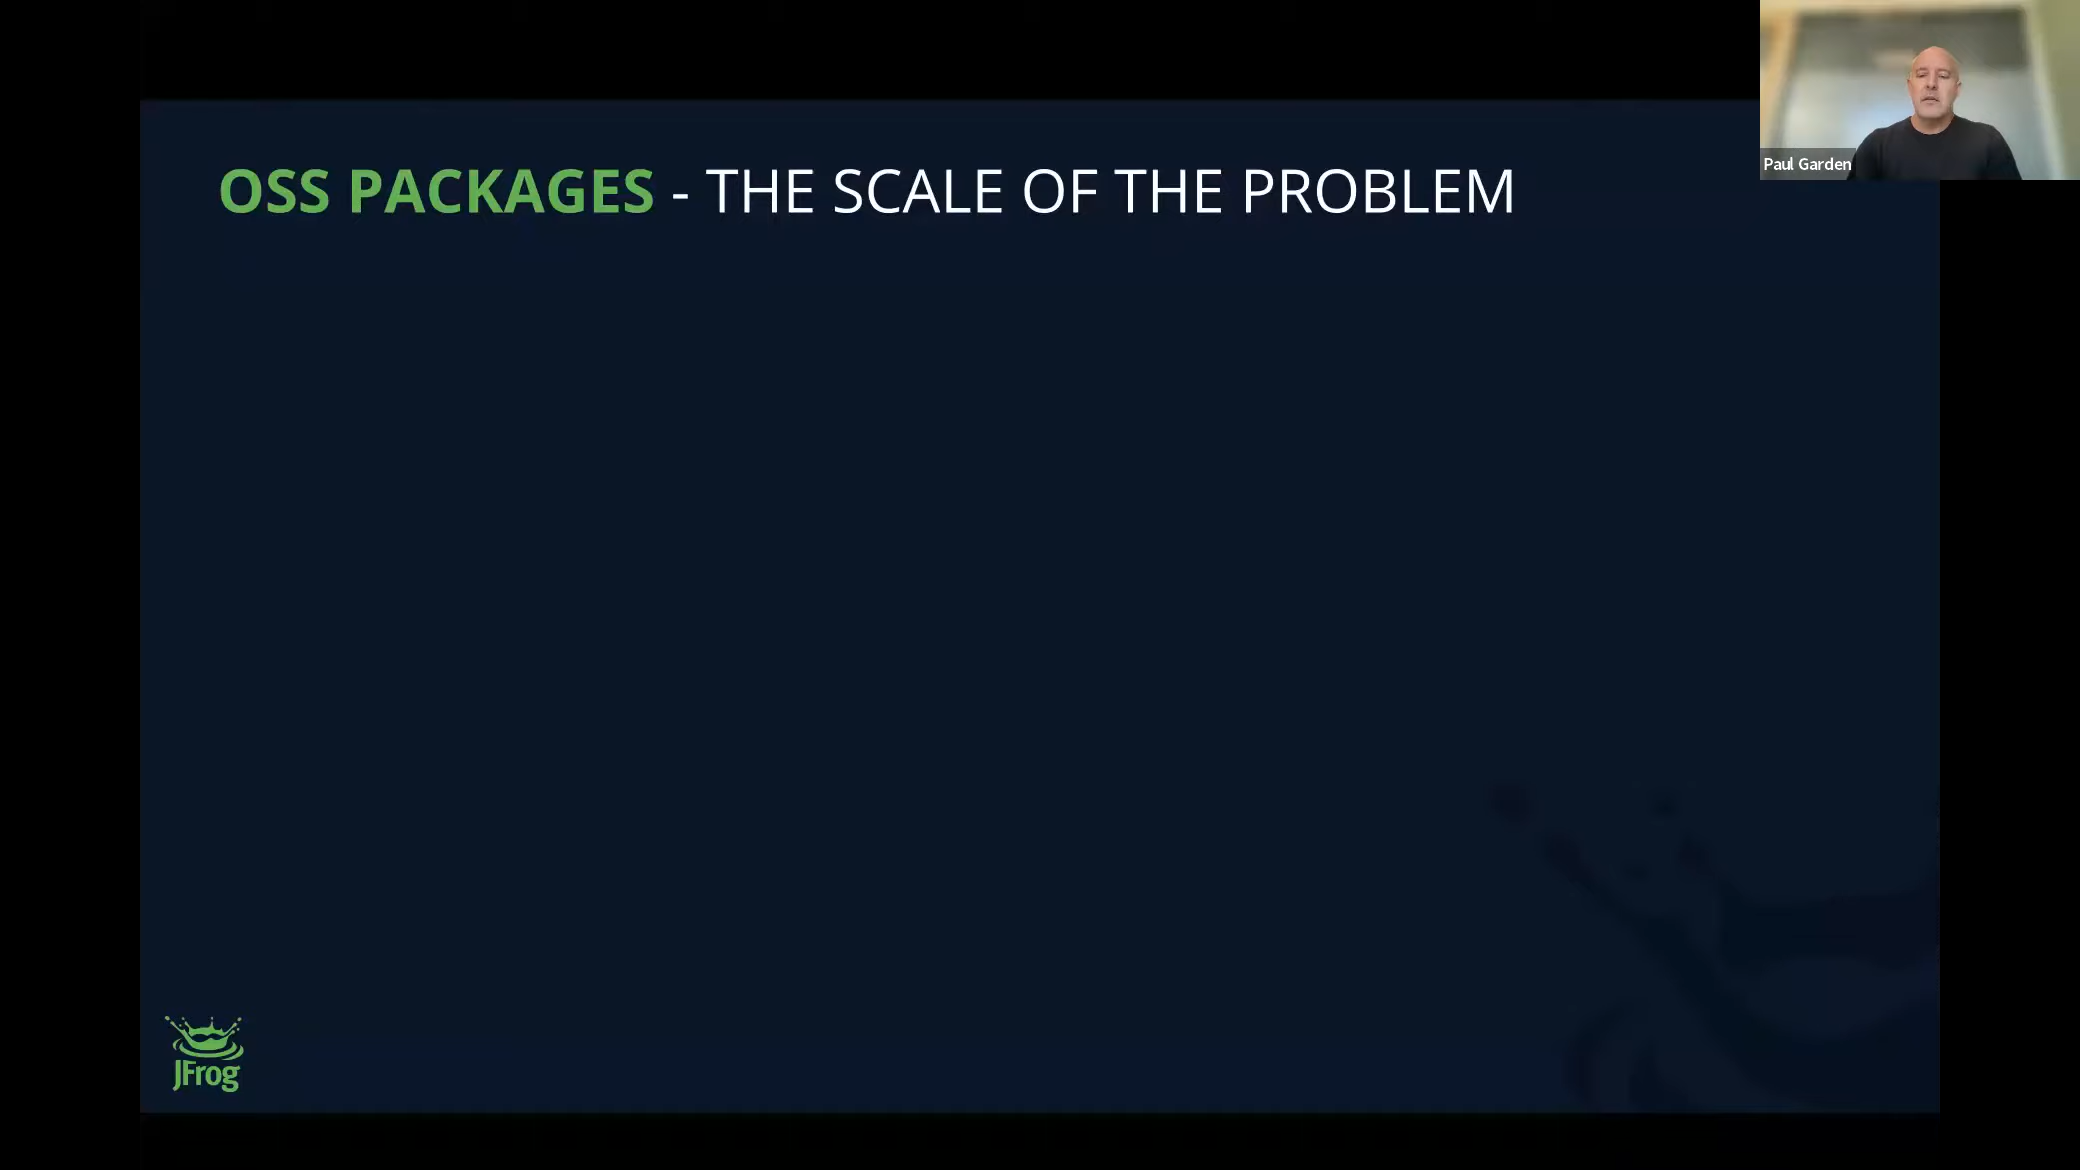 OSS PACKAGES - THE SCALE OF THE PROBLEM
Paul Garden
JFrog